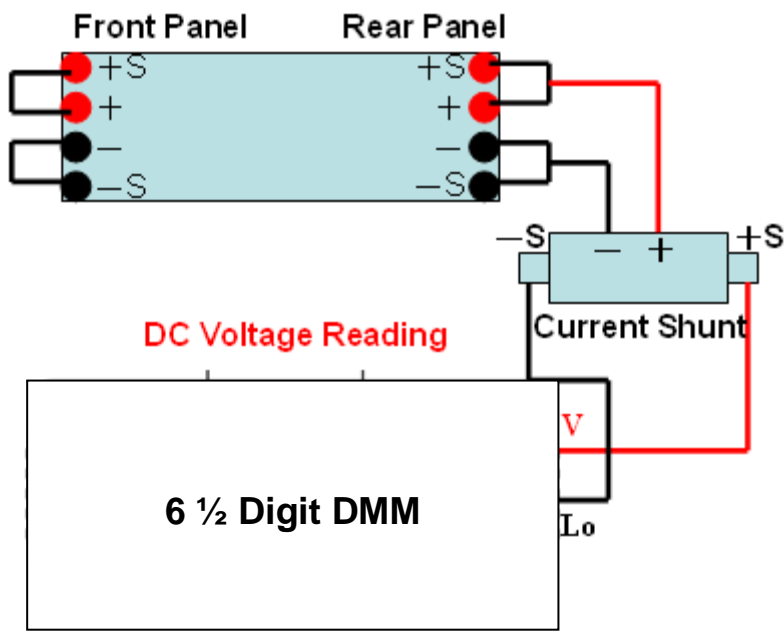 Front Panel Rear Panel
+S +S
+ +
− −
−S −S
−S − + +S
Current Shunt
DC Voltage Reading
V
6 ½ Digit DMM
Lo